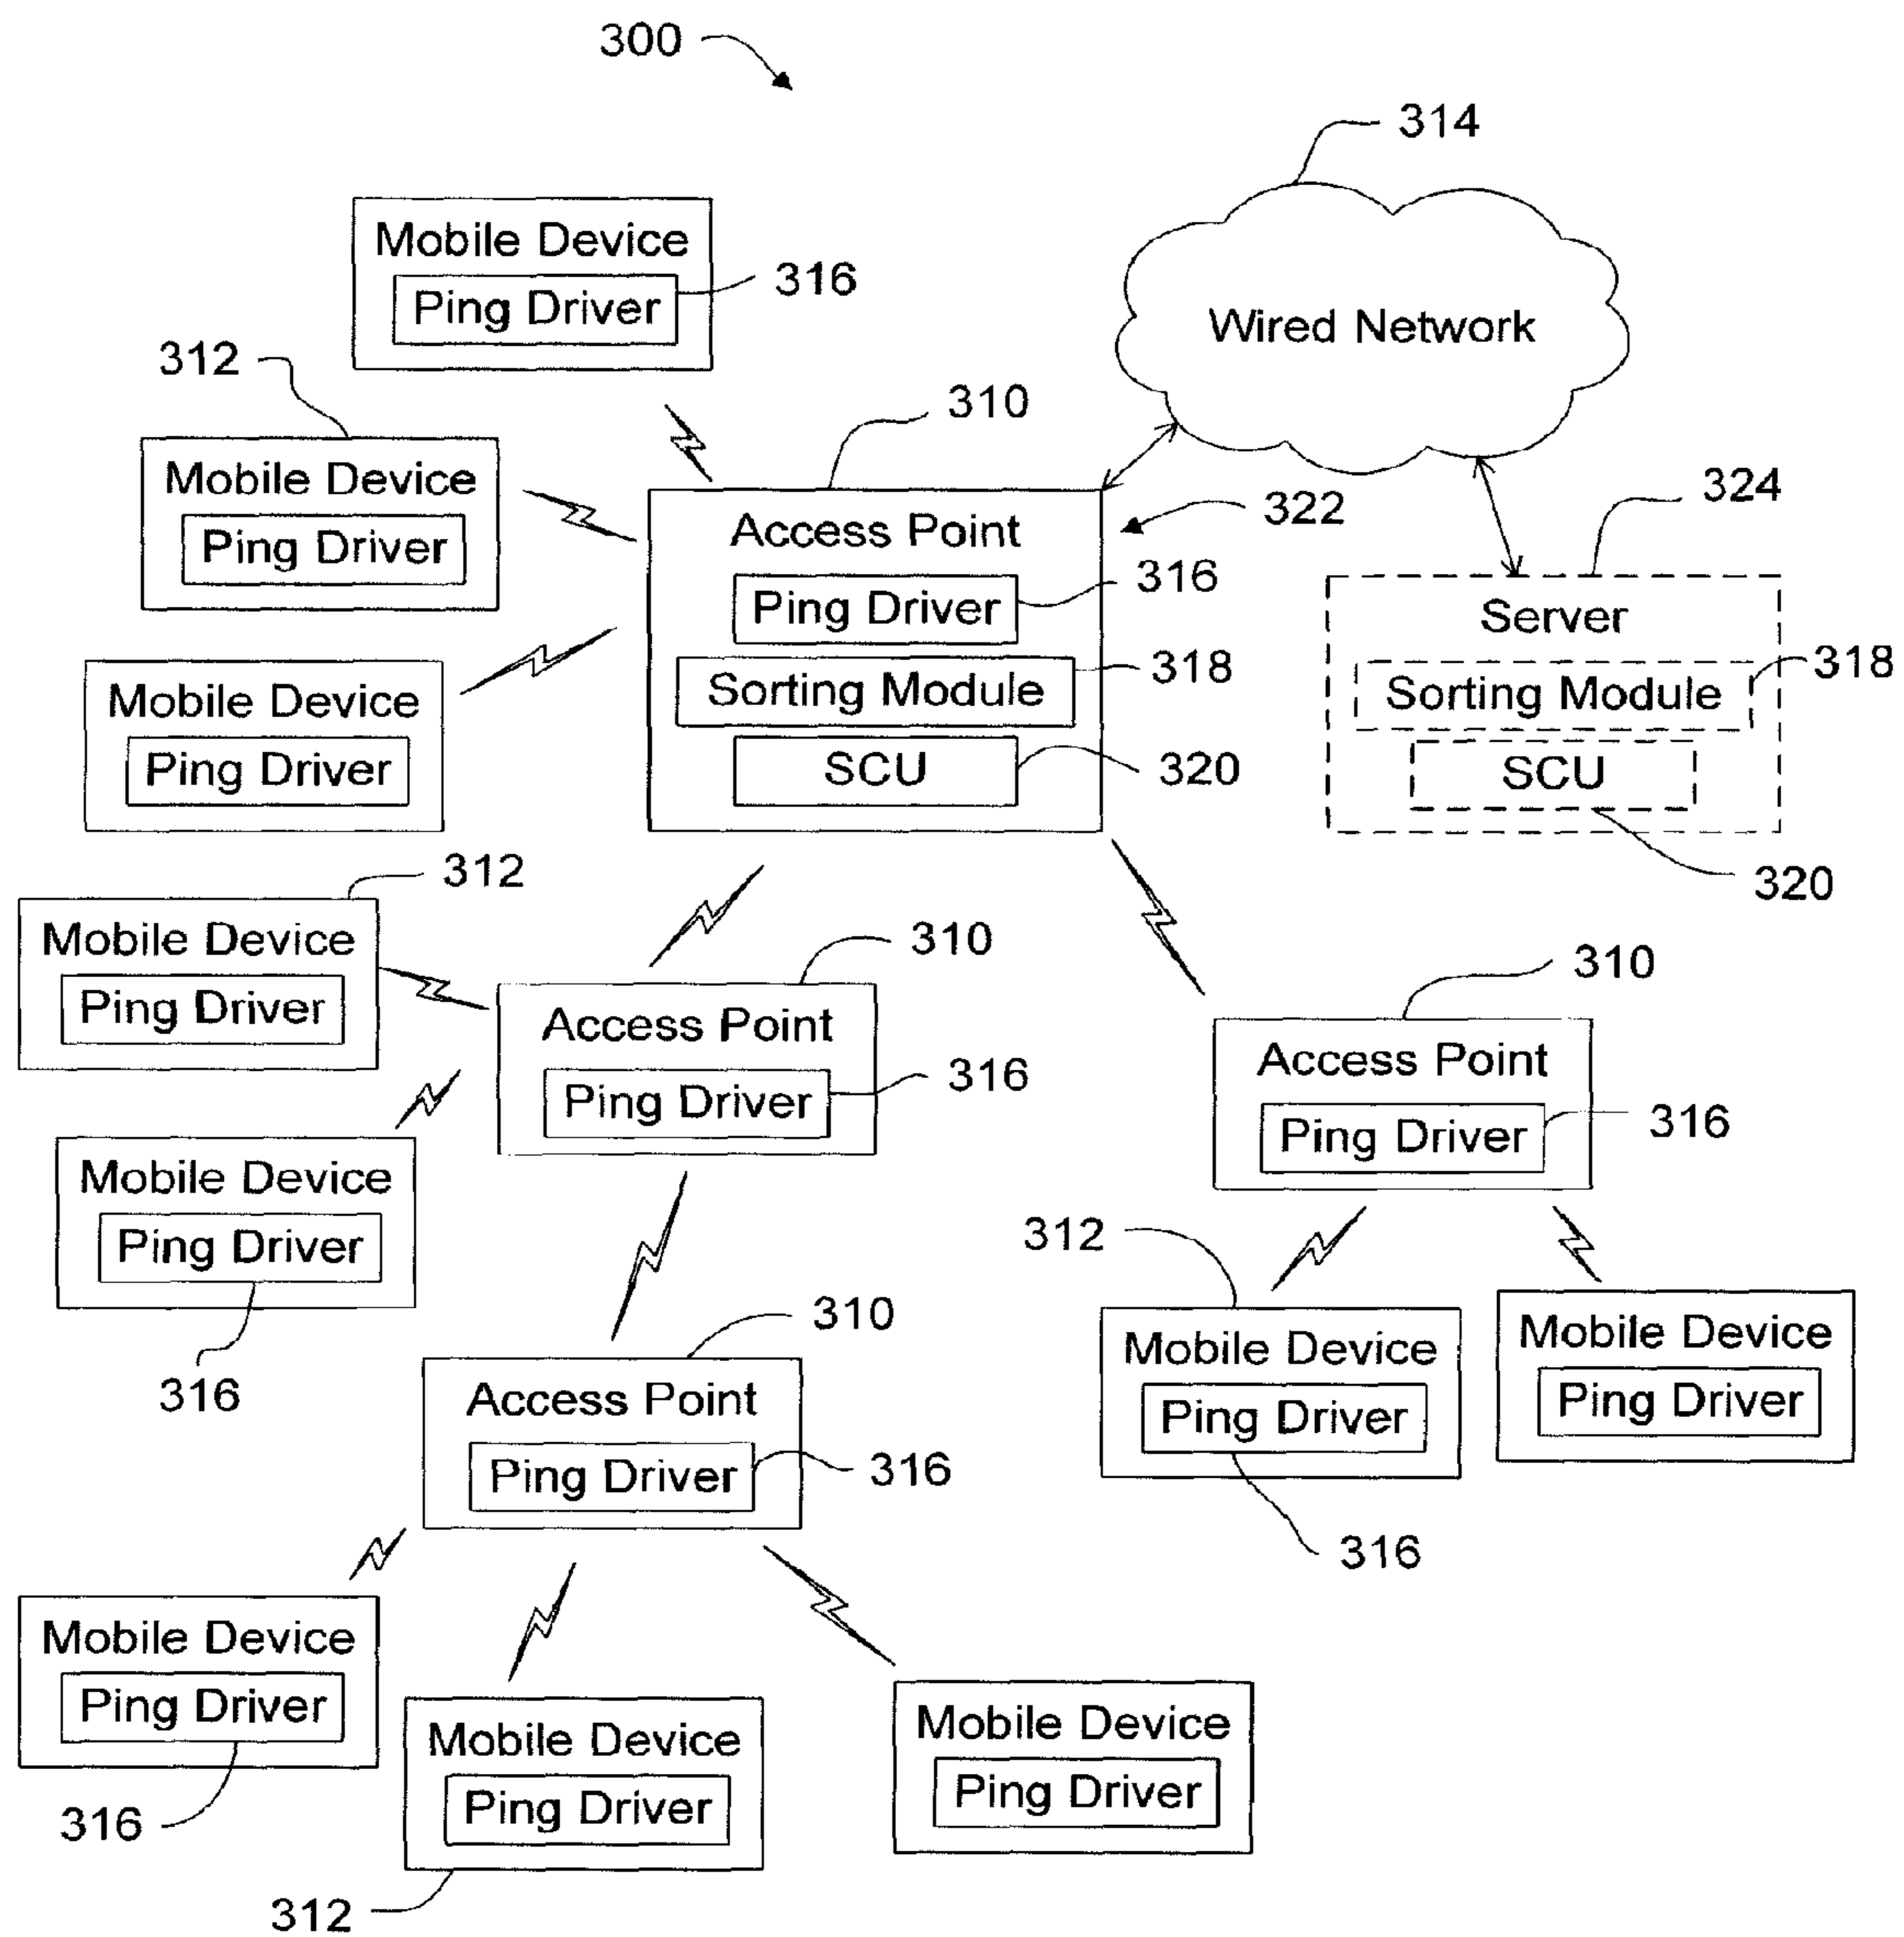 300
314
Mobile Device
Ping Driver
316
Wired Network
312
Mobile Device
Ping Driver
310
Access Point
322
Ping Driver
316
Sorting Module
318
SCU
320
324
Server
Sorting Module
318
SCU
320
Mobile Device
Ping Driver
312
Mobile Device
Ping Driver
310
Access Point
Ping Driver
316
310
Access Point
Ping Driver
316
Mobile Device
Ping Driver
316
312
Mobile Device
Ping Driver
316
Mobile Device
Ping Driver
310
Access Point
Ping Driver
316
Mobile Device
Ping Driver
316
Mobile Device
Ping Driver
312
Mobile Device
Ping Driver